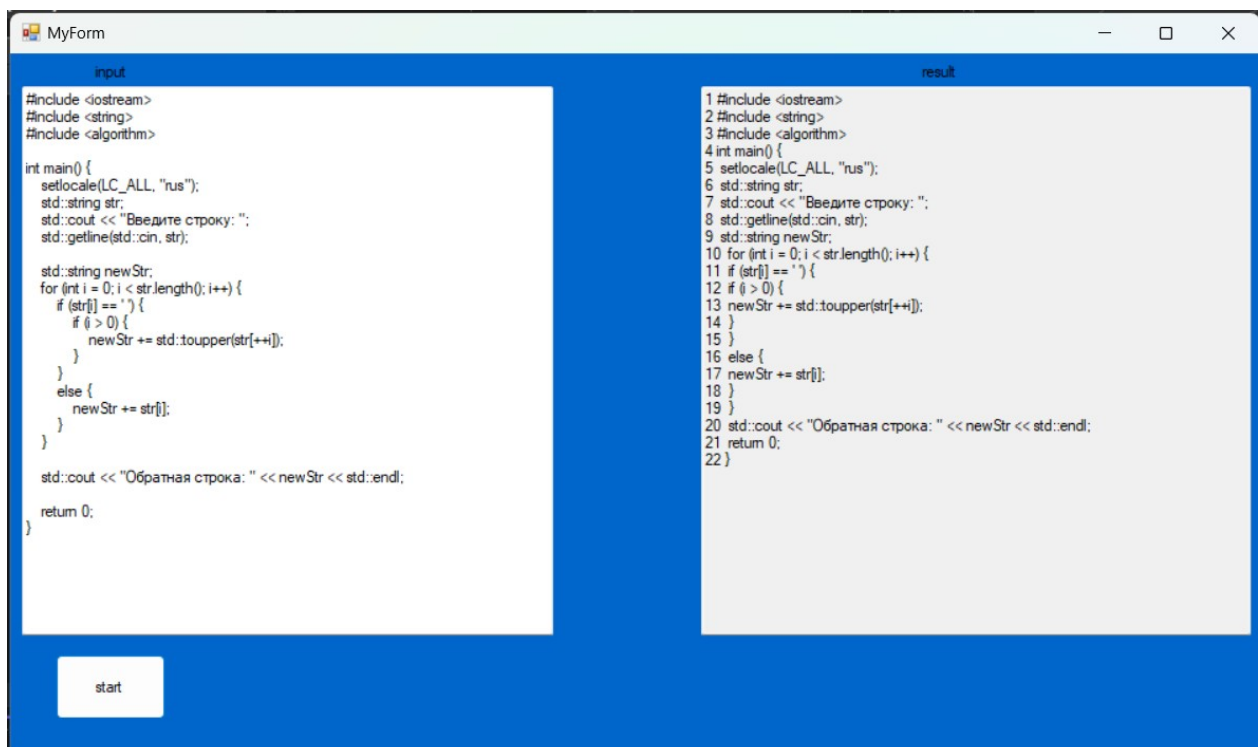 MyForm
input
#include <iostream>
#include <string>
#include <algorithm>
int main() {
setlocale(LC_ALL, "rus");
std::string str;
std::cout << "Введите строку: ";
std::getline(std::cin, str);
std::string newStr;
for (int i = 0; i < str.length(); i++) {
if (str[i] == ' ') {
if (i > 0) {
newStr += std::toupper(str[++i]);
}
}
else {
newStr += str[i];
}
}
std::cout << "Обратная строка: " << newStr << std::endl;
return 0;
}
result
1 #include <iostream>
2 #include <string>
3 #include <algorithm>
4 int main() {
5 setlocale(LC_ALL, "rus");
6 std::string str;
7 std::cout << "Введите строку: ";
8 std::getline(std::cin, str);
9 std::string newStr;
10 for (int i = 0; i < str.length(); i++) {
11 if (str[i] == ' ') {
12 if (i > 0) {
13 newStr += std::toupper(str[++i]);
14 }
15 }
16 else {
17 newStr += str[i];
18 }
19 }
20 std::cout << "Обратная строка: " << newStr << std::endl;
21 return 0;
22 }
start